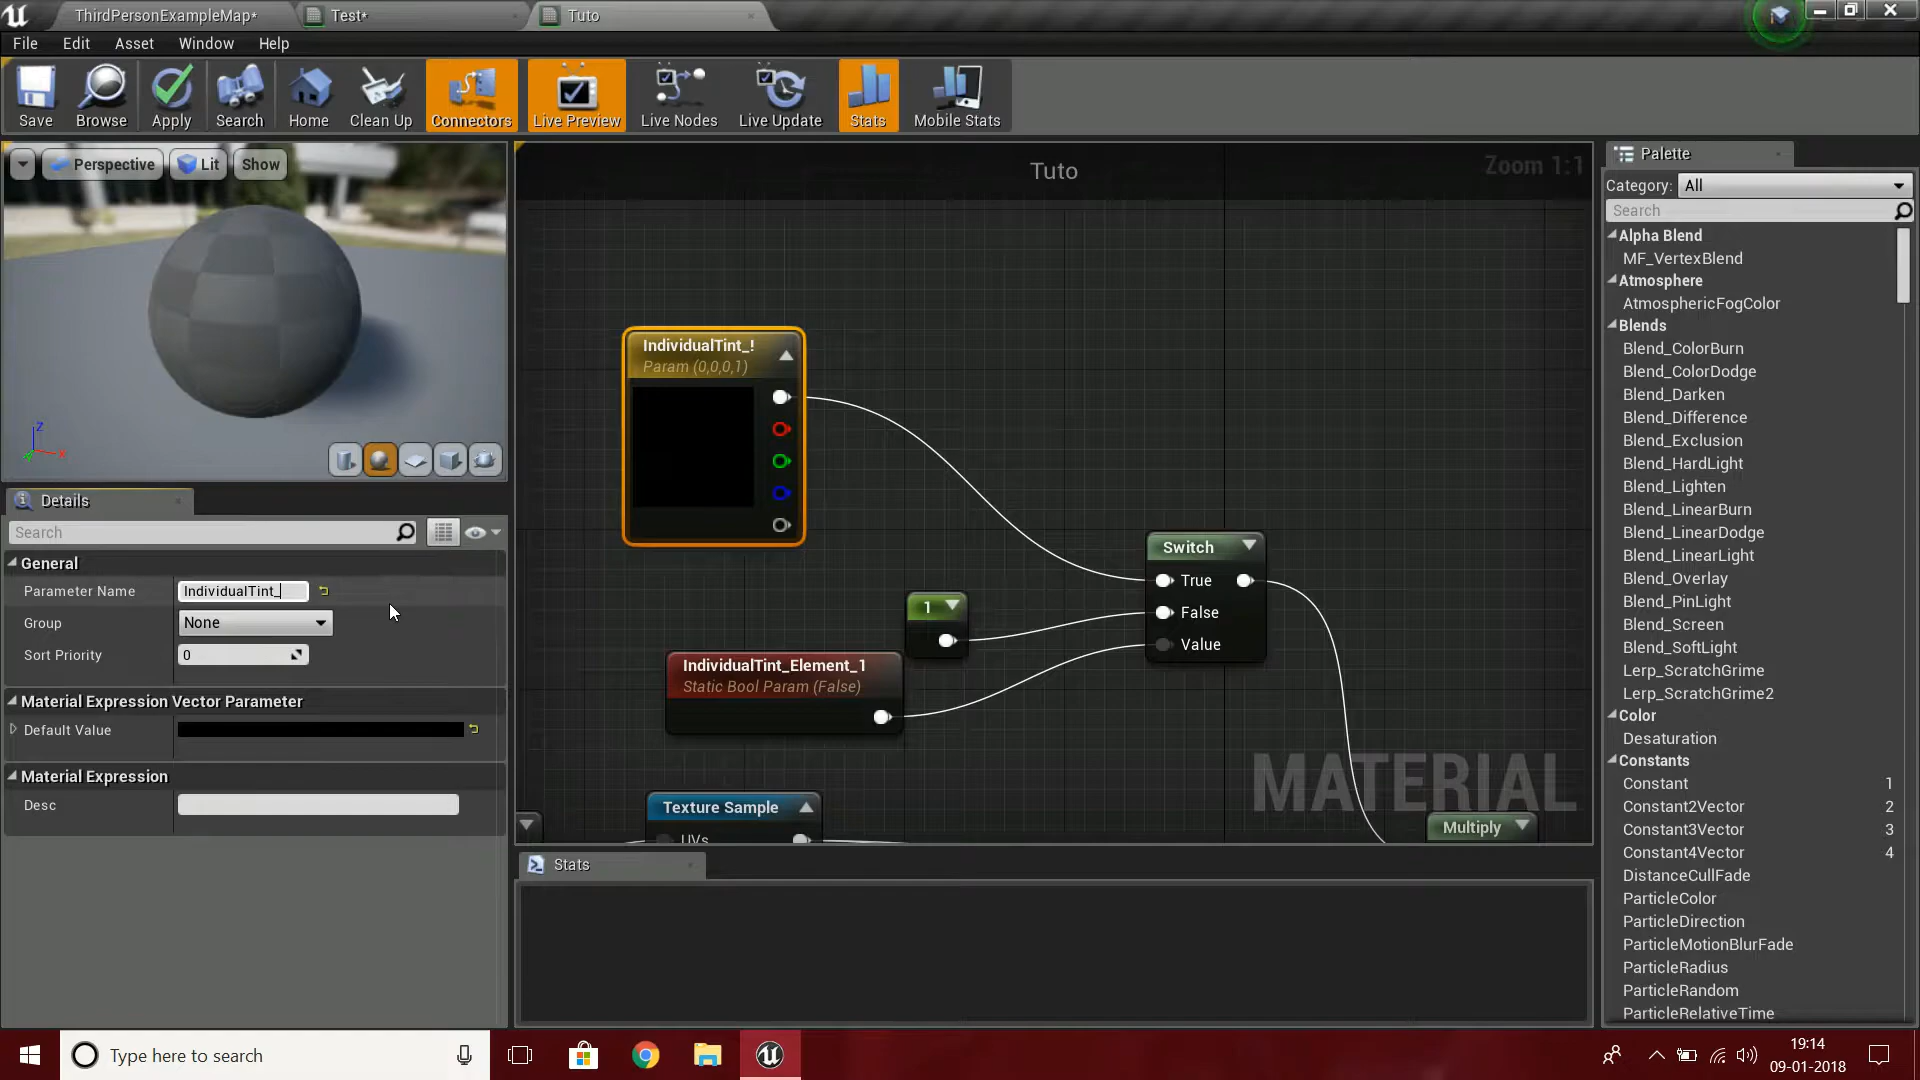 ThirdPersonExampleMap*
Test*
Tuto
File Edit Asset Window Help
Save Browse Apply Search Home Clean Up Connectors Live Preview Live Nodes Live Update Stats Mobile Stats
Perspective Lit Show
Z
X
Details
Search
General
Parameter Name IndividualTint_
Group None
Sort Priority 0
Material Expression Vector Parameter
Default Value
Material Expression
Desc
Tuto
Zoom 1:1
IndividualTint_!
Param (0,0,0,1)
Switch
True
False
Value
1
IndividualTint_Element_1
Static Bool Param (False)
Texture Sample
UVs
Multiply
MATERIAL
Stats
Palette
Category: All
Search
Alpha Blend
MF_VertexBlend
Atmosphere
AtmosphericFogColor
Blends
Blend_ColorBurn
Blend_ColorDodge
Blend_Darken
Blend_Difference
Blend_Exclusion
Blend_HardLight
Blend_Lighten
Blend_LinearBurn
Blend_LinearDodge
Blend_LinearLight
Blend_Overlay
Blend_PinLight
Blend_Screen
Blend_SoftLight
Lerp_ScratchGrime
Lerp_ScratchGrime2
Color
Desaturation
Constants
Constant 1
Constant2Vector 2
Constant3Vector 3
Constant4Vector 4
DistanceCullFade
ParticleColor
ParticleDirection
ParticleMotionBlurFade
ParticleRadius
ParticleRandom
ParticleRelativeTime
Type here to search
19:14
09-01-2018